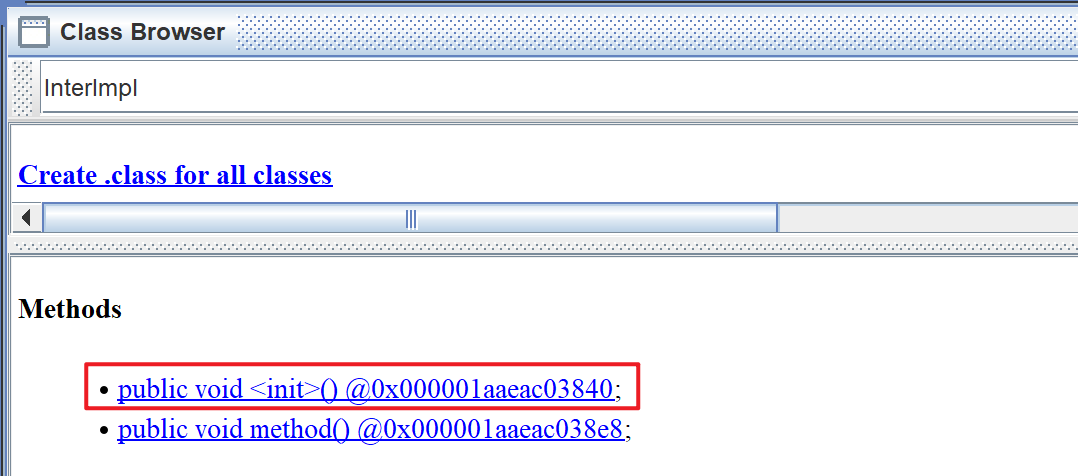 Class Browser
InterImpl
Create .class for all classes
Methods
• public void <init>() @0x000001aaeac03840;
• public void method() @0x000001aaeac038e8;